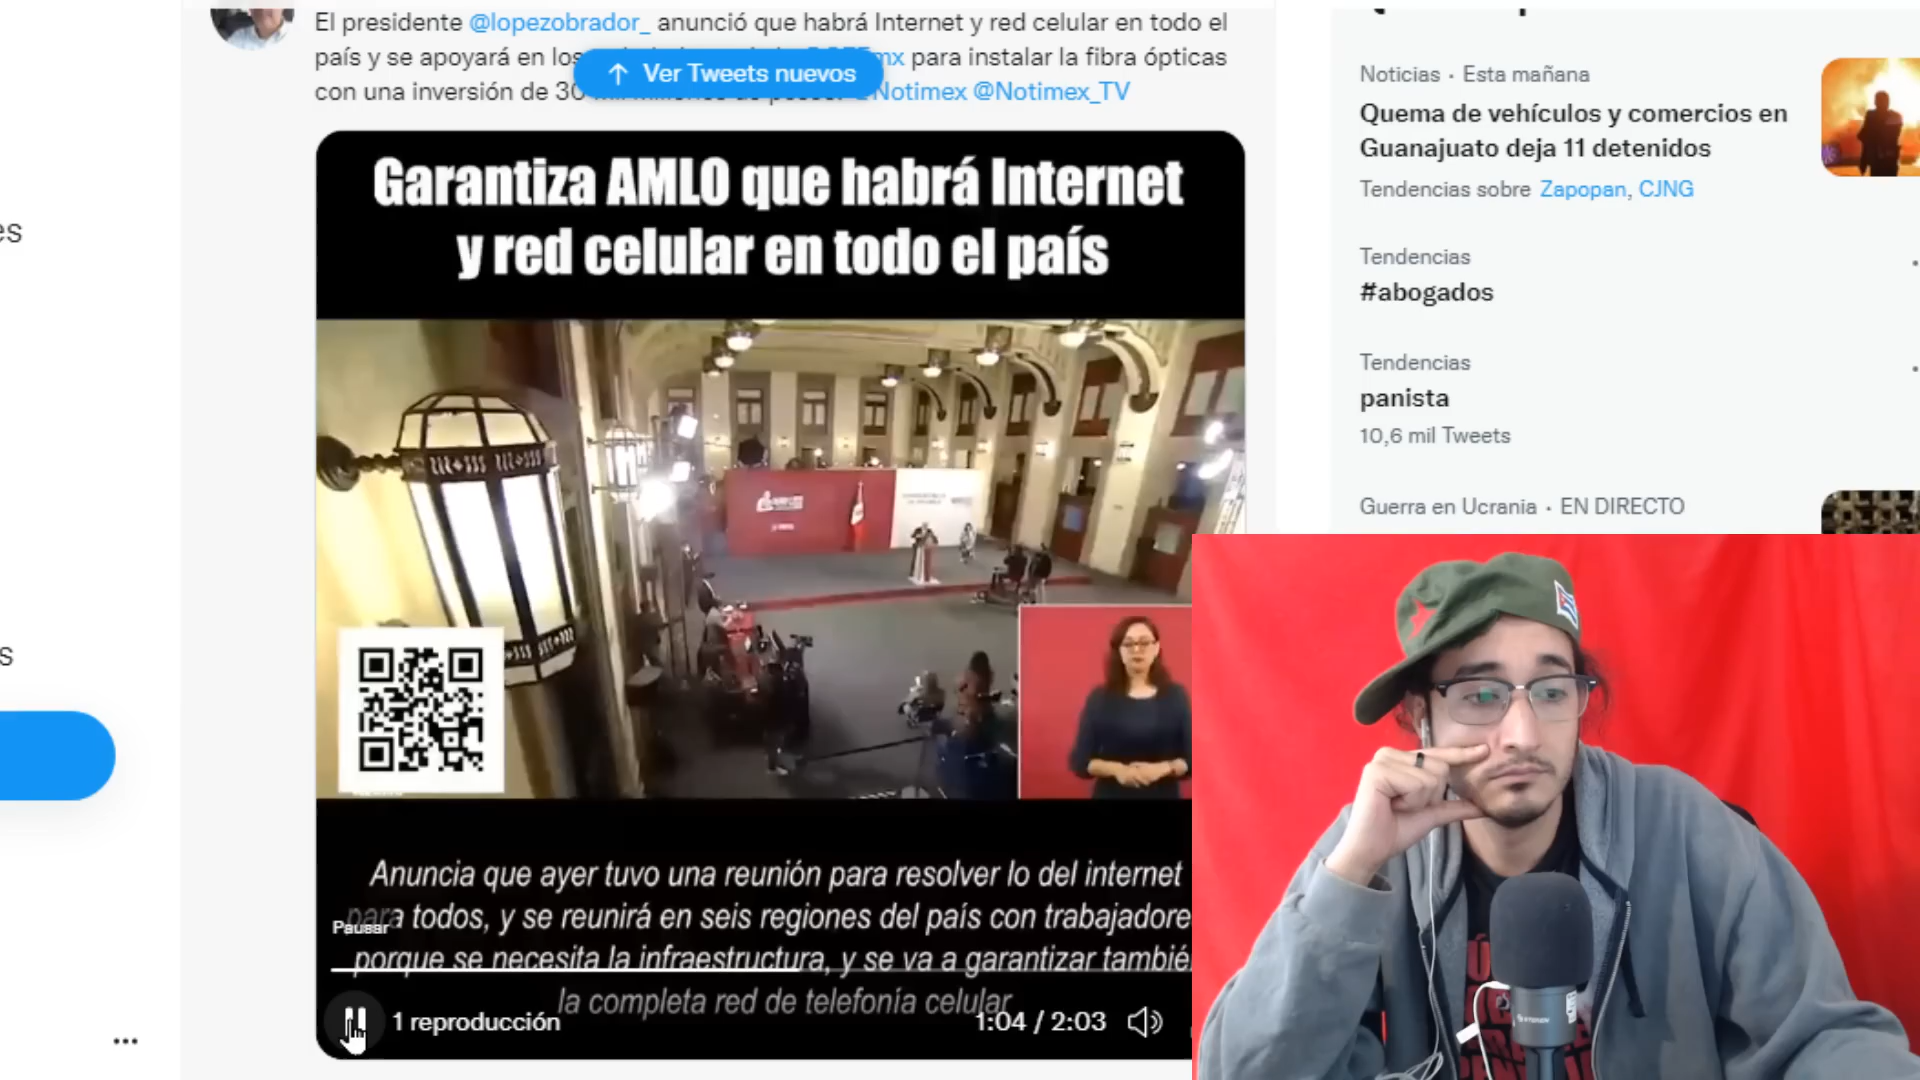 El presidente @lopezobrador_ anunció que habrá Internet y red celular en todo el
país y se apoyará en los mx para instalar la fibra ópticas
con una inversión de 30 Notimex @Notimex_TV
↑ Ver Tweets nuevos
Garantiza AMLO que habrá Internet
y red celular en todo el país
Anuncia que ayer tuvo una reunión para resolver lo del internet
para todos, y se reunirá en seis regiones del país con trabajadore
porque se necesita la infraestructura, y se va a garantizar tambié
la completa red de telefonía celular
Pausar
1 reproducción
1:04 / 2:03
es
s
...
Noticias · Esta mañana
Quema de vehículos y comercios en
Guanajuato deja 11 detenidos
Tendencias sobre Zapopan, CJNG
Tendencias
#abogados
Tendencias
panista
10,6 mil Tweets
Guerra en Ucrania · EN DIRECTO